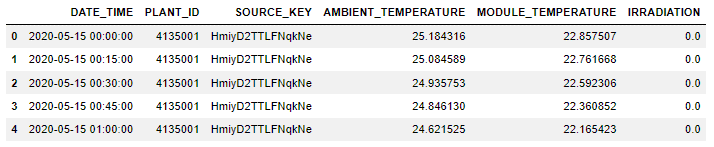 DATE_TIME PLANT_ID SOURCE_KEY AMBIENT_TEMPERATURE MODULE_TEMPERATURE IRRADIATION
0 2020-05-15 00:00:00 4135001 HmiyD2TTLFNqkNe 25.184316 22.857507 0.0
1 2020-05-15 00:15:00 4135001 HmiyD2TTLFNqkNe 25.084589 22.761668 0.0
2 2020-05-15 00:30:00 4135001 HmiyD2TTLFNqkNe 24.935753 22.592306 0.0
3 2020-05-15 00:45:00 4135001 HmiyD2TTLFNqkNe 24.846130 22.360852 0.0
4 2020-05-15 01:00:00 4135001 HmiyD2TTLFNqkNe 24.621525 22.165423 0.0